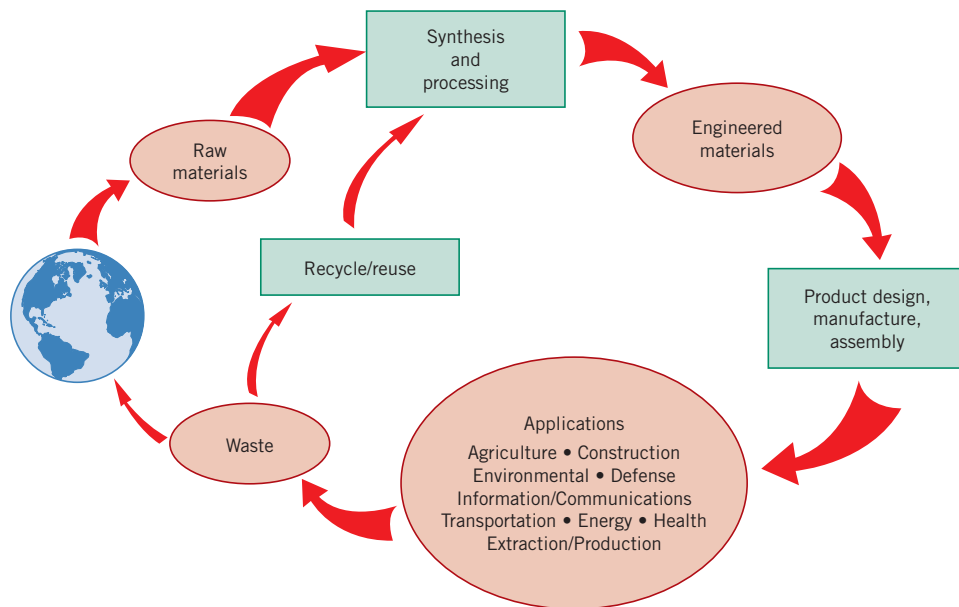 Synthesis
and
processing
Raw
materials
Engineered
materials
Recycle/reuse
Product design,
manufacture,
assembly
Waste
Applications
Agriculture • Construction
Environmental • Defense
Information/Communications
Transportation • Energy • Health
Extraction/Production